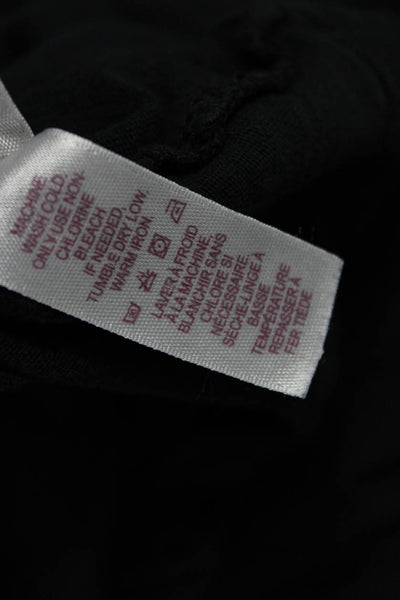 MACHINE
WASH COLD.
ONLY USE NON-
CHLORINE
BLEACH
IF NEEDED.
TUMBLE DRY LOW.
WARM IRON.
LAVER À FROID
À LA MACHINE.
BLANCHIR SANS
CHLORE SI
NÉCESSAIRE.
SÈCHE-LINGE À
BASSE
TEMPÉRATURE
REPASSER À
FER TIÈDE